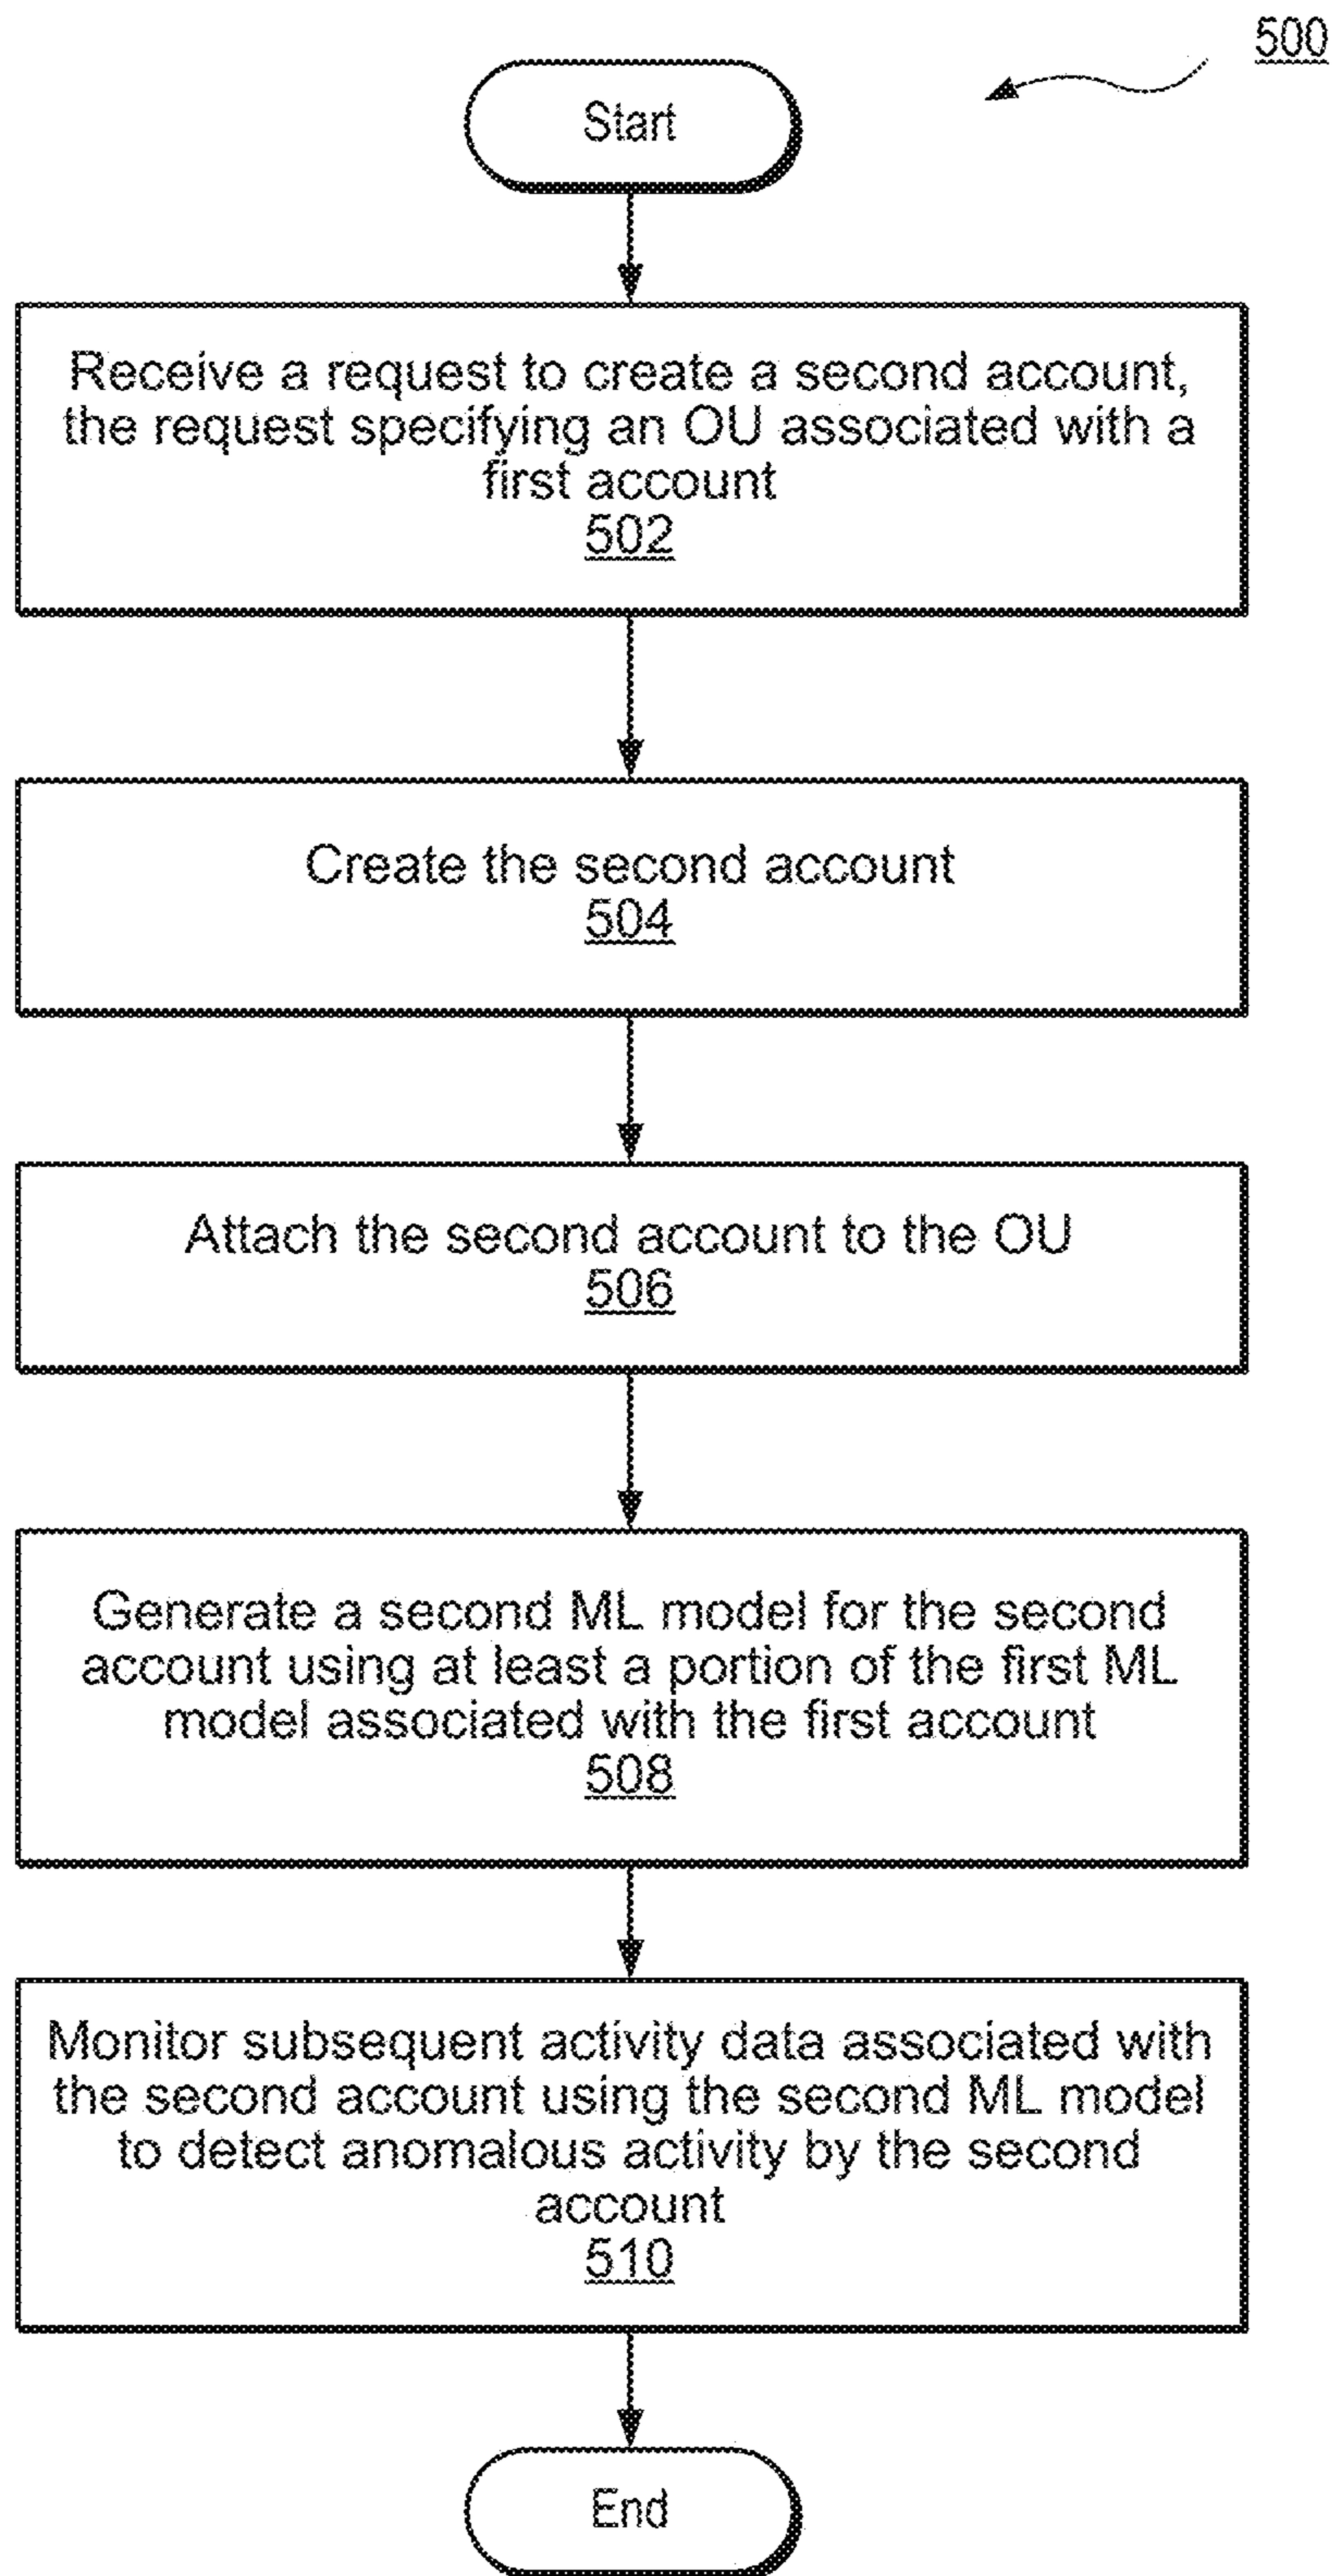 500
Start
Receive a request to create a second account,
the request specifying an OU associated with a
first account
502
Create the second account
504
Attach the second account to the OU
506
Generate a second ML model for the second
account using at least a portion of the first ML
model associated with the first account
508
Monitor subsequent activity data associated with
the second account using the second ML model
to detect anomalous activity by the second
account
510
End